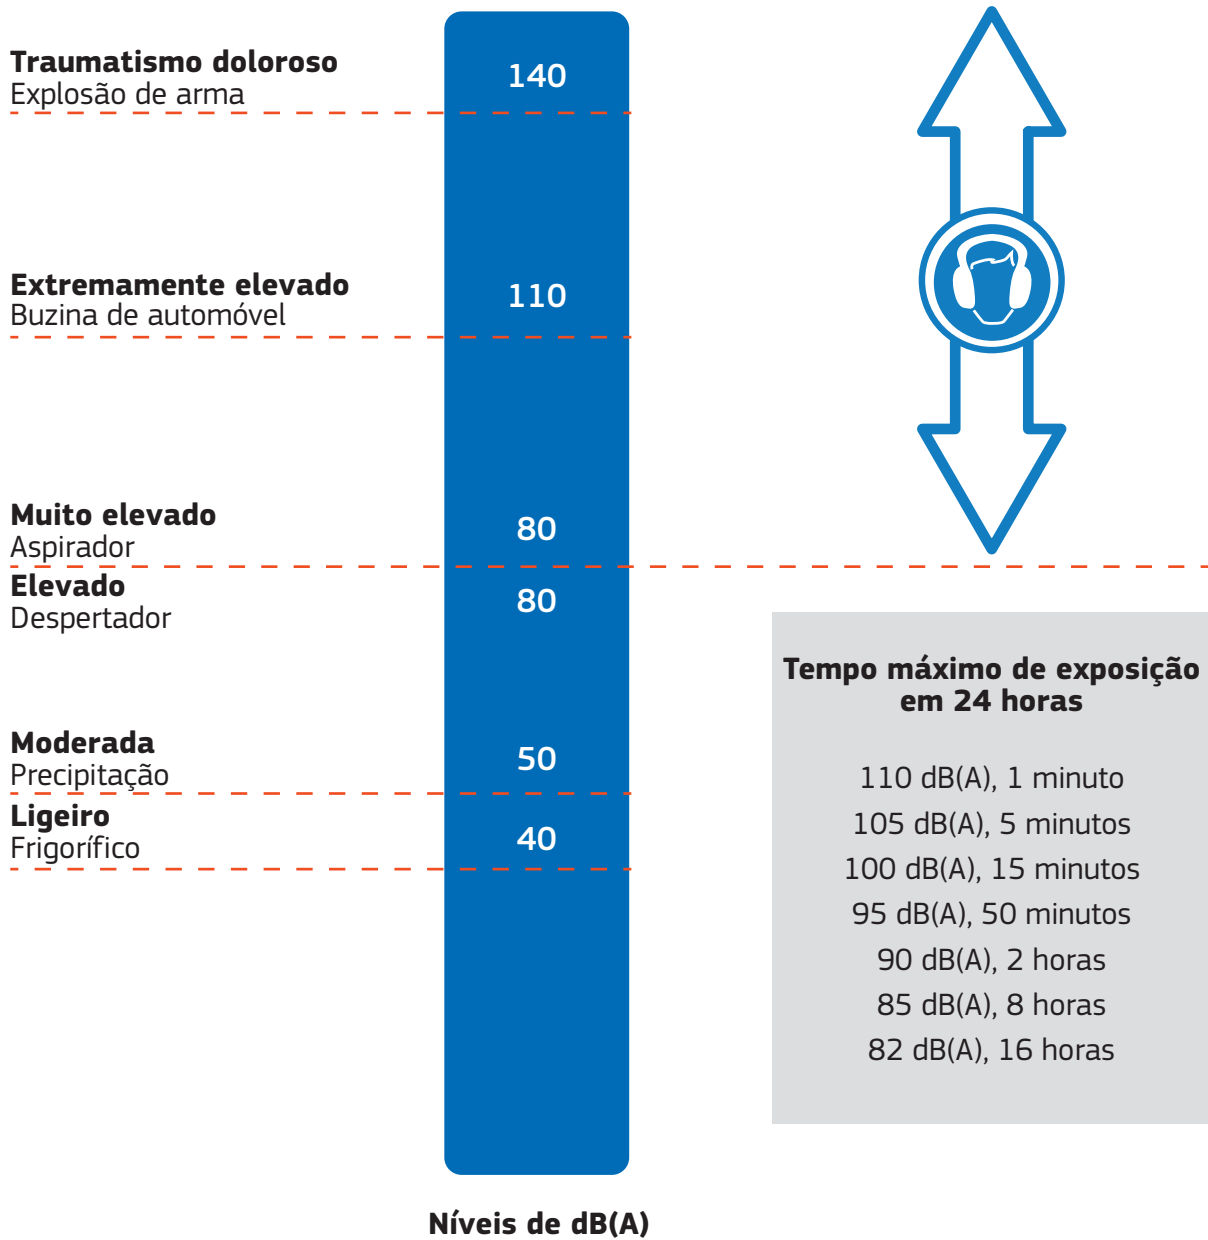 Traumatismo doloroso
Explosão de arma
140
Extremamente elevado
Buzina de automóvel
110
Muito elevado
Aspirador
80
Elevado
Despertador
80
Moderada
Precipitação
50
Ligeiro
Frigorífico
40
Níveis de dB(A)
Tempo máximo de exposição
em 24 horas
110 dB(A), 1 minuto
105 dB(A), 5 minutos
100 dB(A), 15 minutos
95 dB(A), 50 minutos
90 dB(A), 2 horas
85 dB(A), 8 horas
82 dB(A), 16 horas